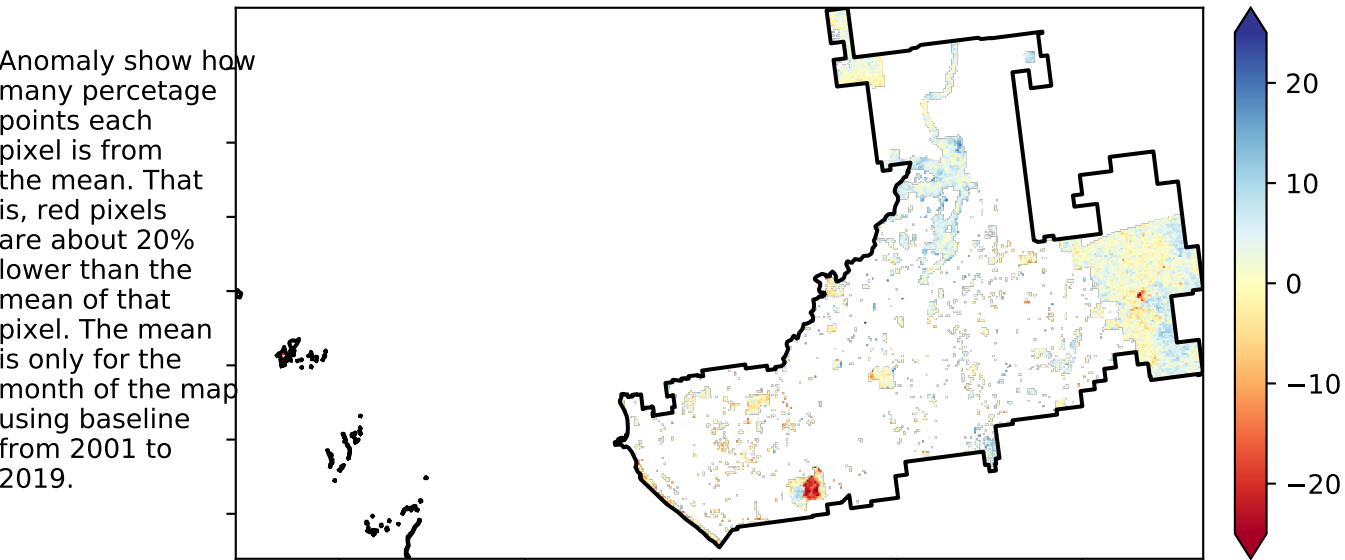 Anomaly show how
many percetage
points each
pixel is from
the mean. That
is, red pixels
are about 20%
lower than the
mean of that
pixel. The mean
is only for the
month of the map
using baseline
from 2001 to
2019.
20
10
0
−10
−20